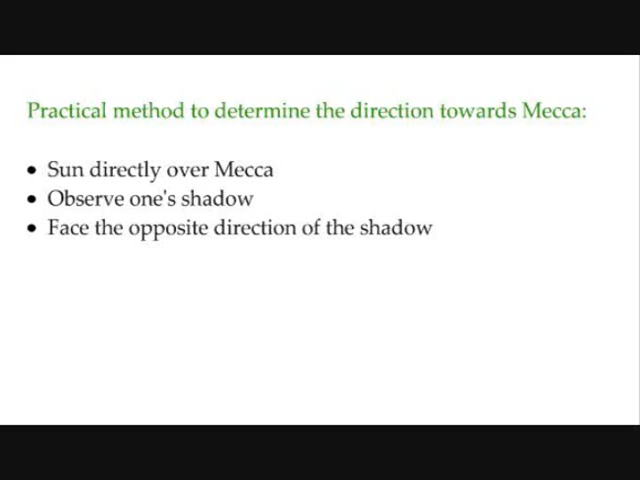 Practical method to determine the direction towards Mecca:
• Sun directly over Mecca
• Observe one's shadow
• Face the opposite direction of the shadow